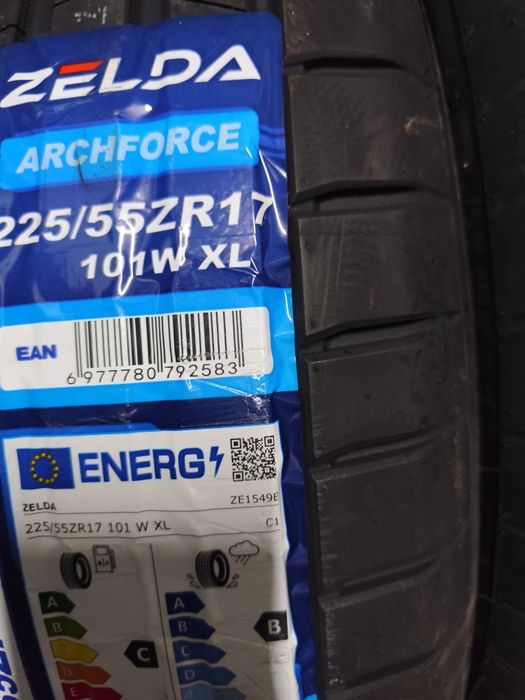 ZELDA
ARCHFORCE
225/55ZR17
101W XL
EAN
6 977780 792583
ENERG
ZELDA ZE1549E
225/55ZR17 101 W XL C1
A A
B B B
C C C
D D
E